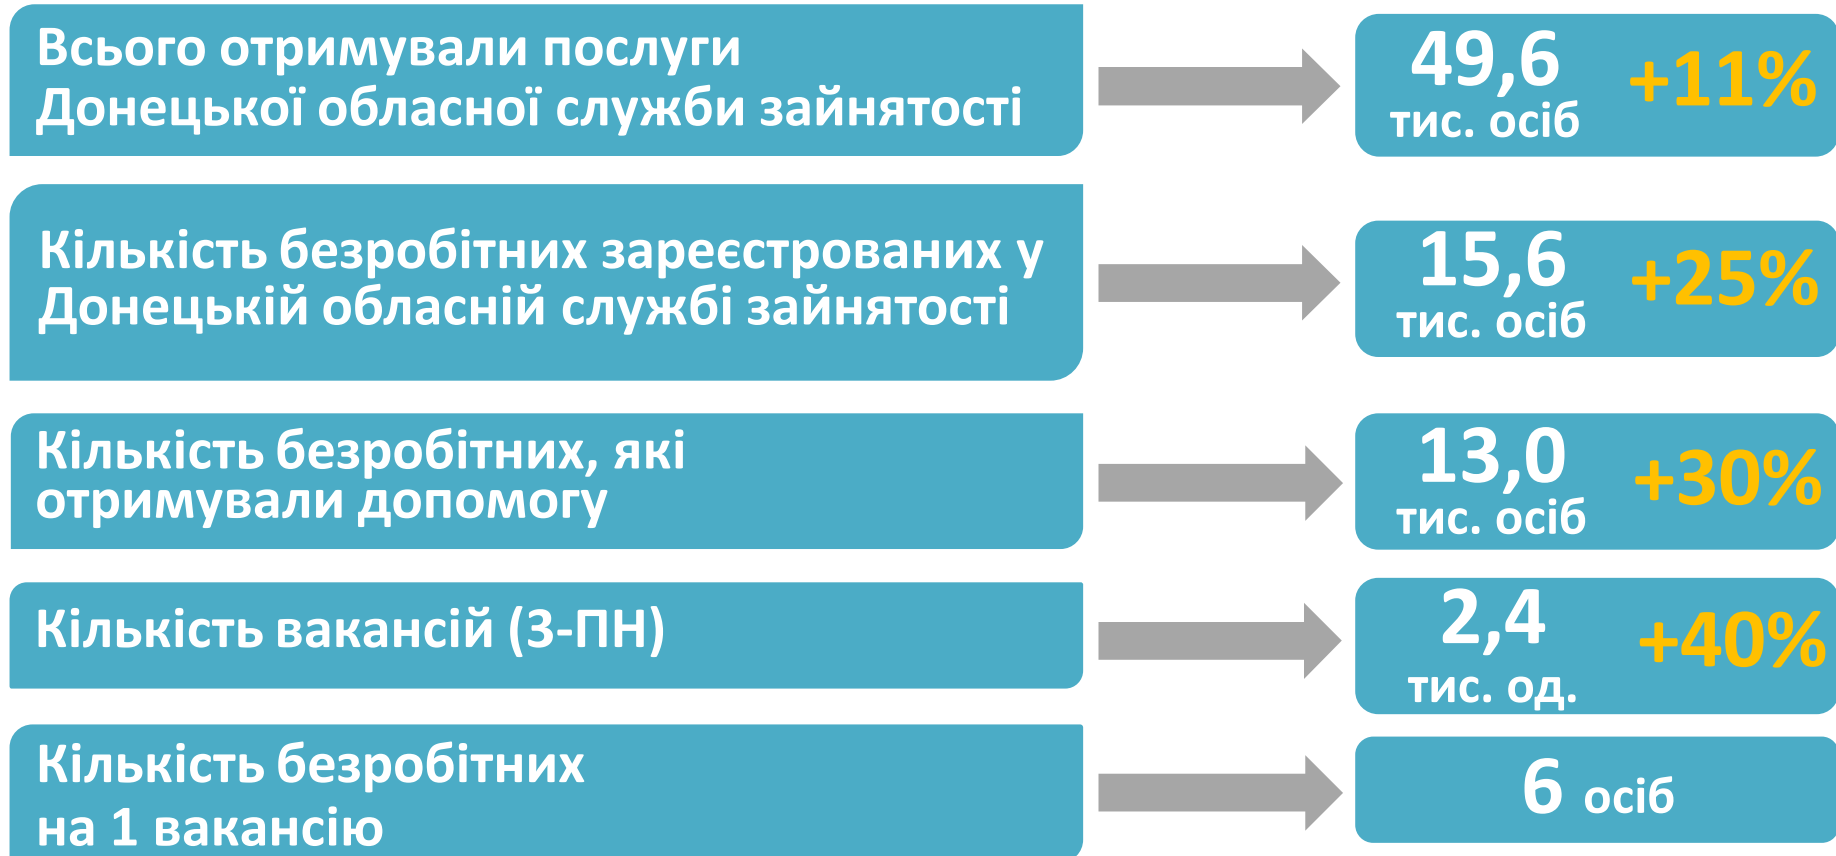 Всього отримували послуги
Донецької обласної служби зайнятості
49,6
тис. осіб
+11%
Кількість безробітних зареєстрованих у
Донецькій обласній службі зайнятості
15,6
тис. осіб
+25%
Кількість безробітних, які
отримували допомогу
13,0
тис. осіб
+30%
Кількість вакансій (3-ПН)
2,4
тис. од.
+40%
Кількість безробітних
на 1 вакансію
6 осіб